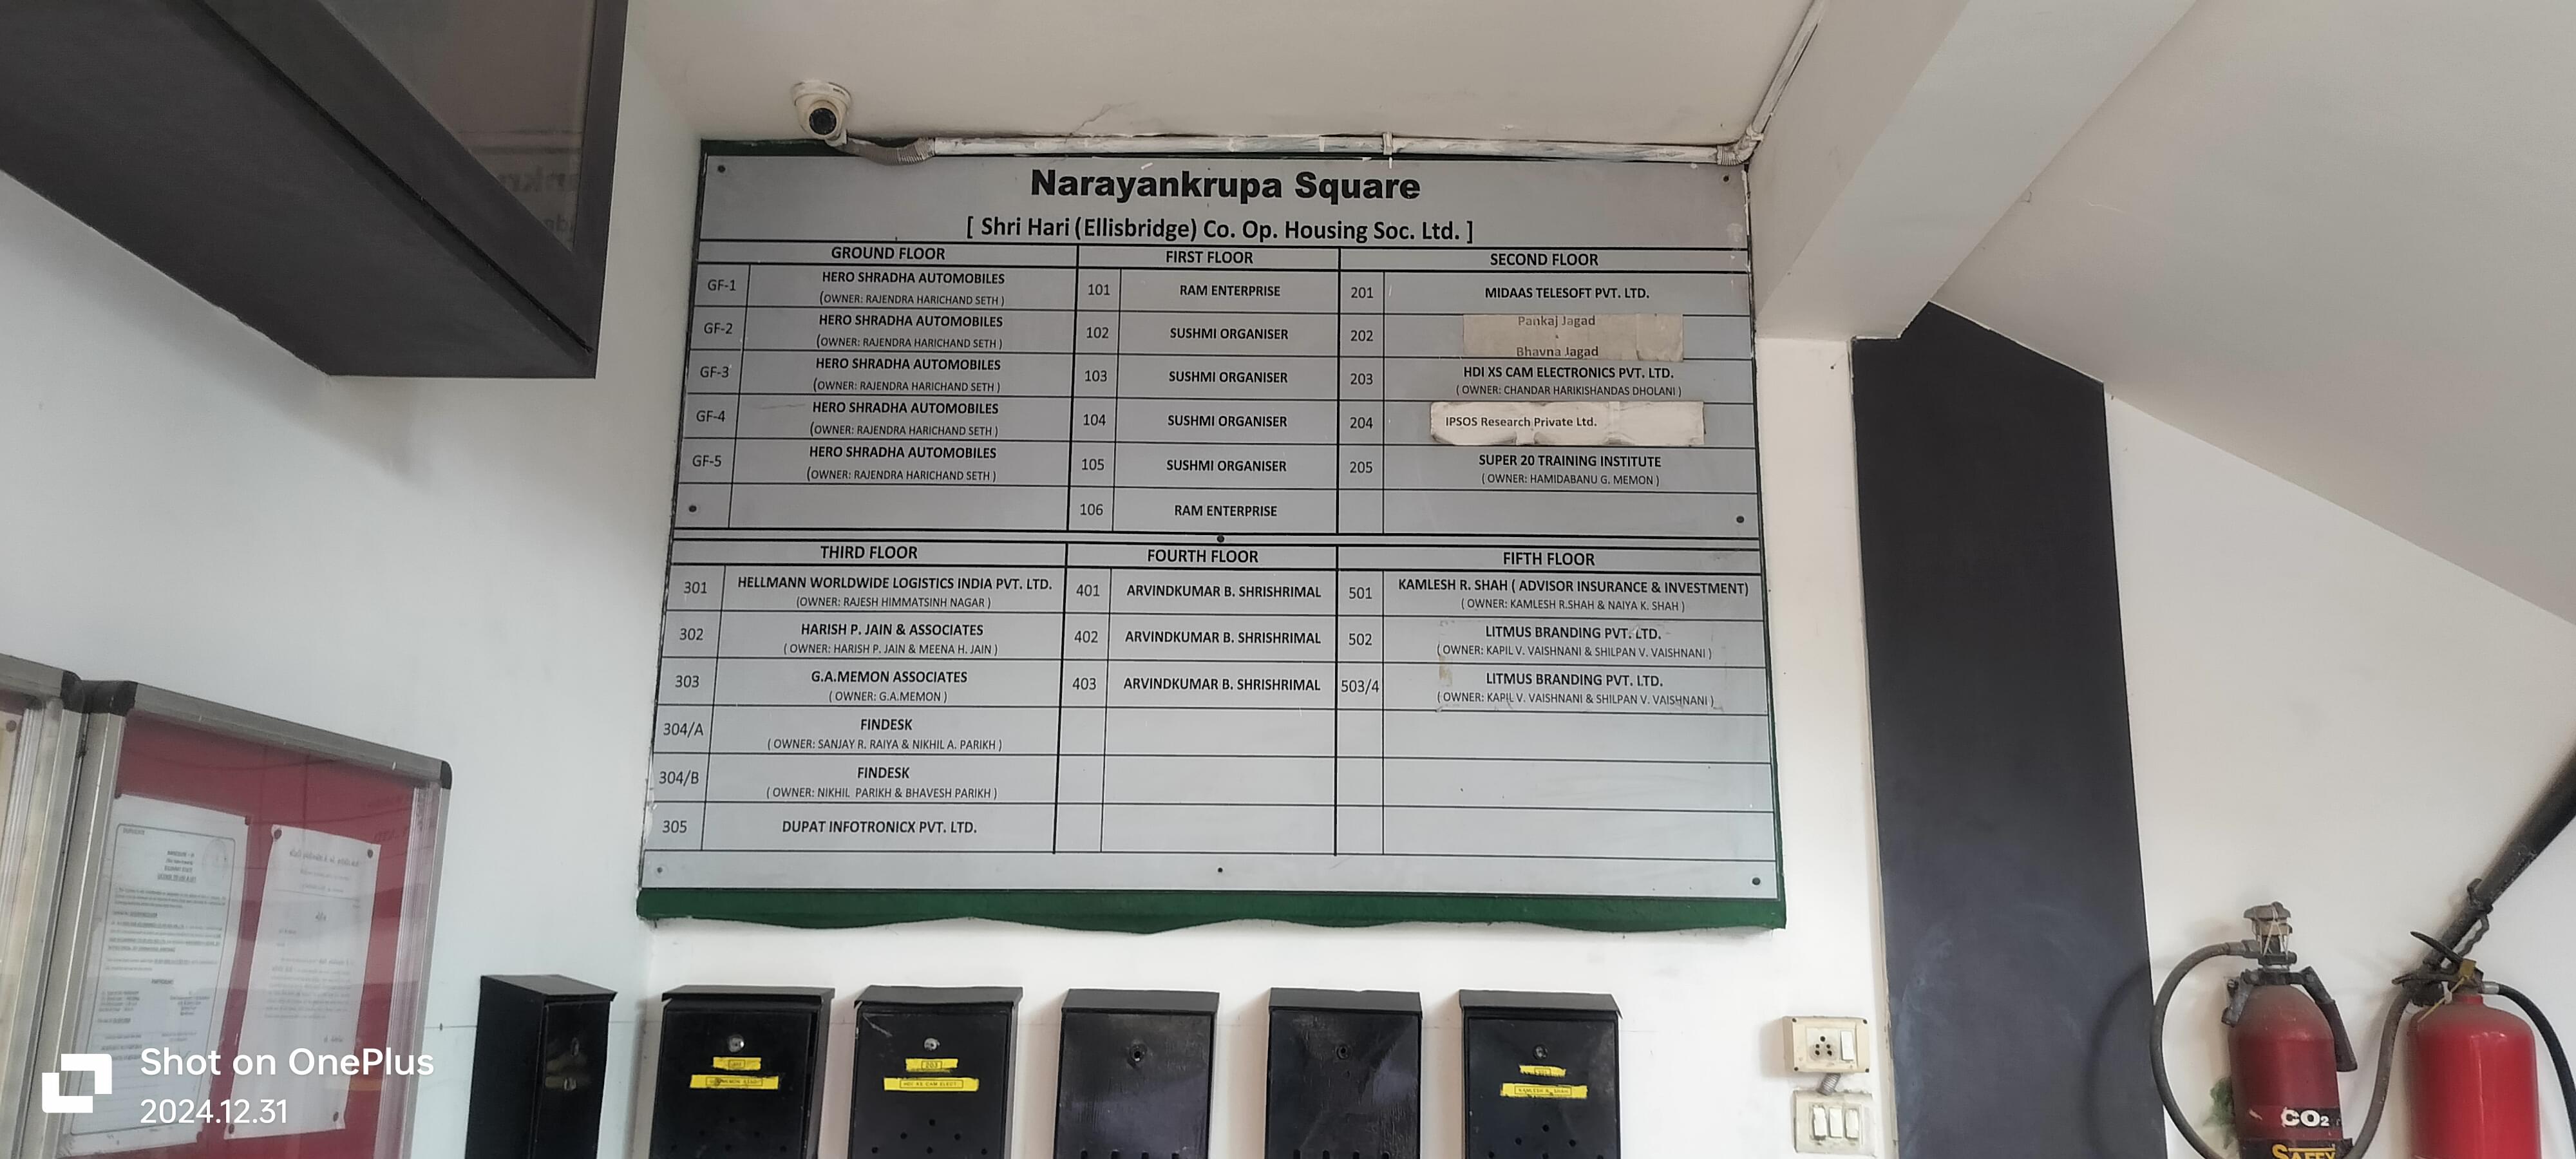 Narayankrupa Square
[ Shri Hari (Ellisbridge) Co. Op. Housing Soc. Ltd. ]
GROUND FLOOR
GF-1 HERO SHRADHA AUTOMOBILES
(OWNER: RAJENDRA HARICHAND SETH )
GF-2 HERO SHRADHA AUTOMOBILES
(OWNER: RAJENDRA HARICHAND SETH )
GF-3 HERO SHRADHA AUTOMOBILES
(OWNER: RAJENDRA HARICHAND SETH )
GF-4 HERO SHRADHA AUTOMOBILES
(OWNER: RAJENDRA HARICHAND SETH )
GF-5 HERO SHRADHA AUTOMOBILES
(OWNER: RAJENDRA HARICHAND SETH )
FIRST FLOOR
101 RAM ENTERPRISE
102 SUSHMI ORGANISER
103 SUSHMI ORGANISER
104 SUSHMI ORGANISER
105 SUSHMI ORGANISER
106 RAM ENTERPRISE
SECOND FLOOR
201 MIDAAS TELESOFT PVT. LTD.
202 Pankaj Jagad
Bhavna Jagad
203 HDI XS CAM ELECTRONICS PVT. LTD.
( OWNER: CHANDAR HARIKISHANDAS DHOLANI )
204 IPSOS Research Private Ltd.
205 SUPER 20 TRAINING INSTITUTE
( OWNER: HAMIDABANU G. MEMON )
THIRD FLOOR
301 HELLMANN WORLDWIDE LOGISTICS INDIA PVT. LTD.
(OWNER: RAJESH HIMMATSINH NAGAR )
302 HARISH P. JAIN & ASSOCIATES
( OWNER: HARISH P. JAIN & MEENA H. JAIN )
303 G.A.MEMON ASSOCIATES
( OWNER: G.A.MEMON )
304/A FINDESK
( OWNER: SANJAY R. RAIYA & NIKHIL A. PARIKH )
304/B FINDESK
( OWNER: NIKHIL PARIKH & BHAVESH PARIKH )
305 DUPAT INFOTRONICX PVT. LTD.
FOURTH FLOOR
401 ARVINDKUMAR B. SHRISHRIMAL
402 ARVINDKUMAR B. SHRISHRIMAL
403 ARVINDKUMAR B. SHRISHRIMAL
FIFTH FLOOR
501 KAMLESH R. SHAH ( ADVISOR INSURANCE & INVESTMENT)
( OWNER: KAMLESH R.SHAH & NAIYA K. SHAH )
502 LITMUS BRANDING PVT. LTD.
( OWNER: KAPIL V. VAISHNANI & SHILPAN V. VAISHNANI )
503/4 LITMUS BRANDING PVT. LTD.
( OWNER: KAPIL V. VAISHNANI & SHILPAN V. VAISHNANI )
203
HDI XS CAM ELECT.
KAMLESH R. SHAH
CO2
Shot on OnePlus
2024.12.31